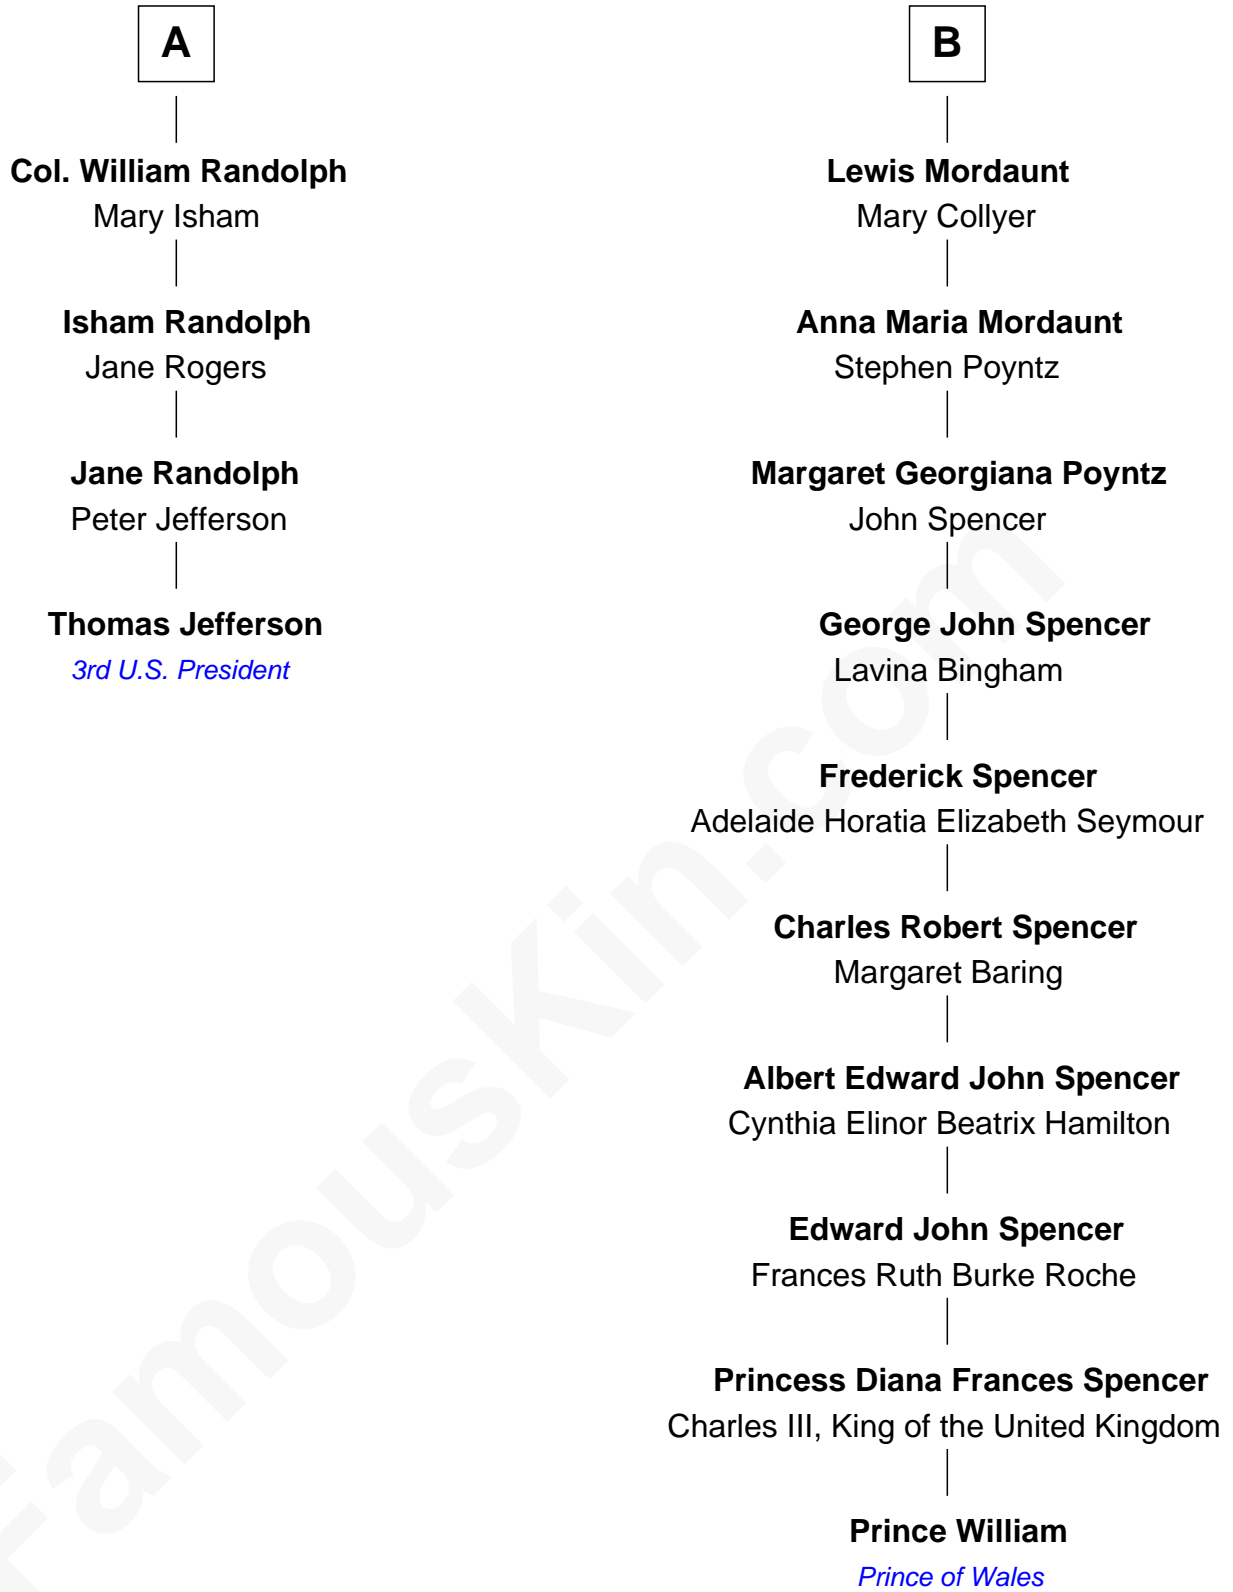 A
Col. William Randolph
Mary Isham
Isham Randolph
Jane Rogers
Jane Randolph
Peter Jefferson
Thomas Jefferson
3rd U.S. President
B
Lewis Mordaunt
Mary Collyer
Anna Maria Mordaunt
Stephen Poyntz
Margaret Georgiana Poyntz
John Spencer
George John Spencer
Lavina Bingham
Frederick Spencer
Adelaide Horatia Elizabeth Seymour
Charles Robert Spencer
Margaret Baring
Albert Edward John Spencer
Cynthia Elinor Beatrix Hamilton
Edward John Spencer
Frances Ruth Burke Roche
Princess Diana Frances Spencer
Charles III, King of the United Kingdom
Prince William
Prince of Wales
FamousKin.com